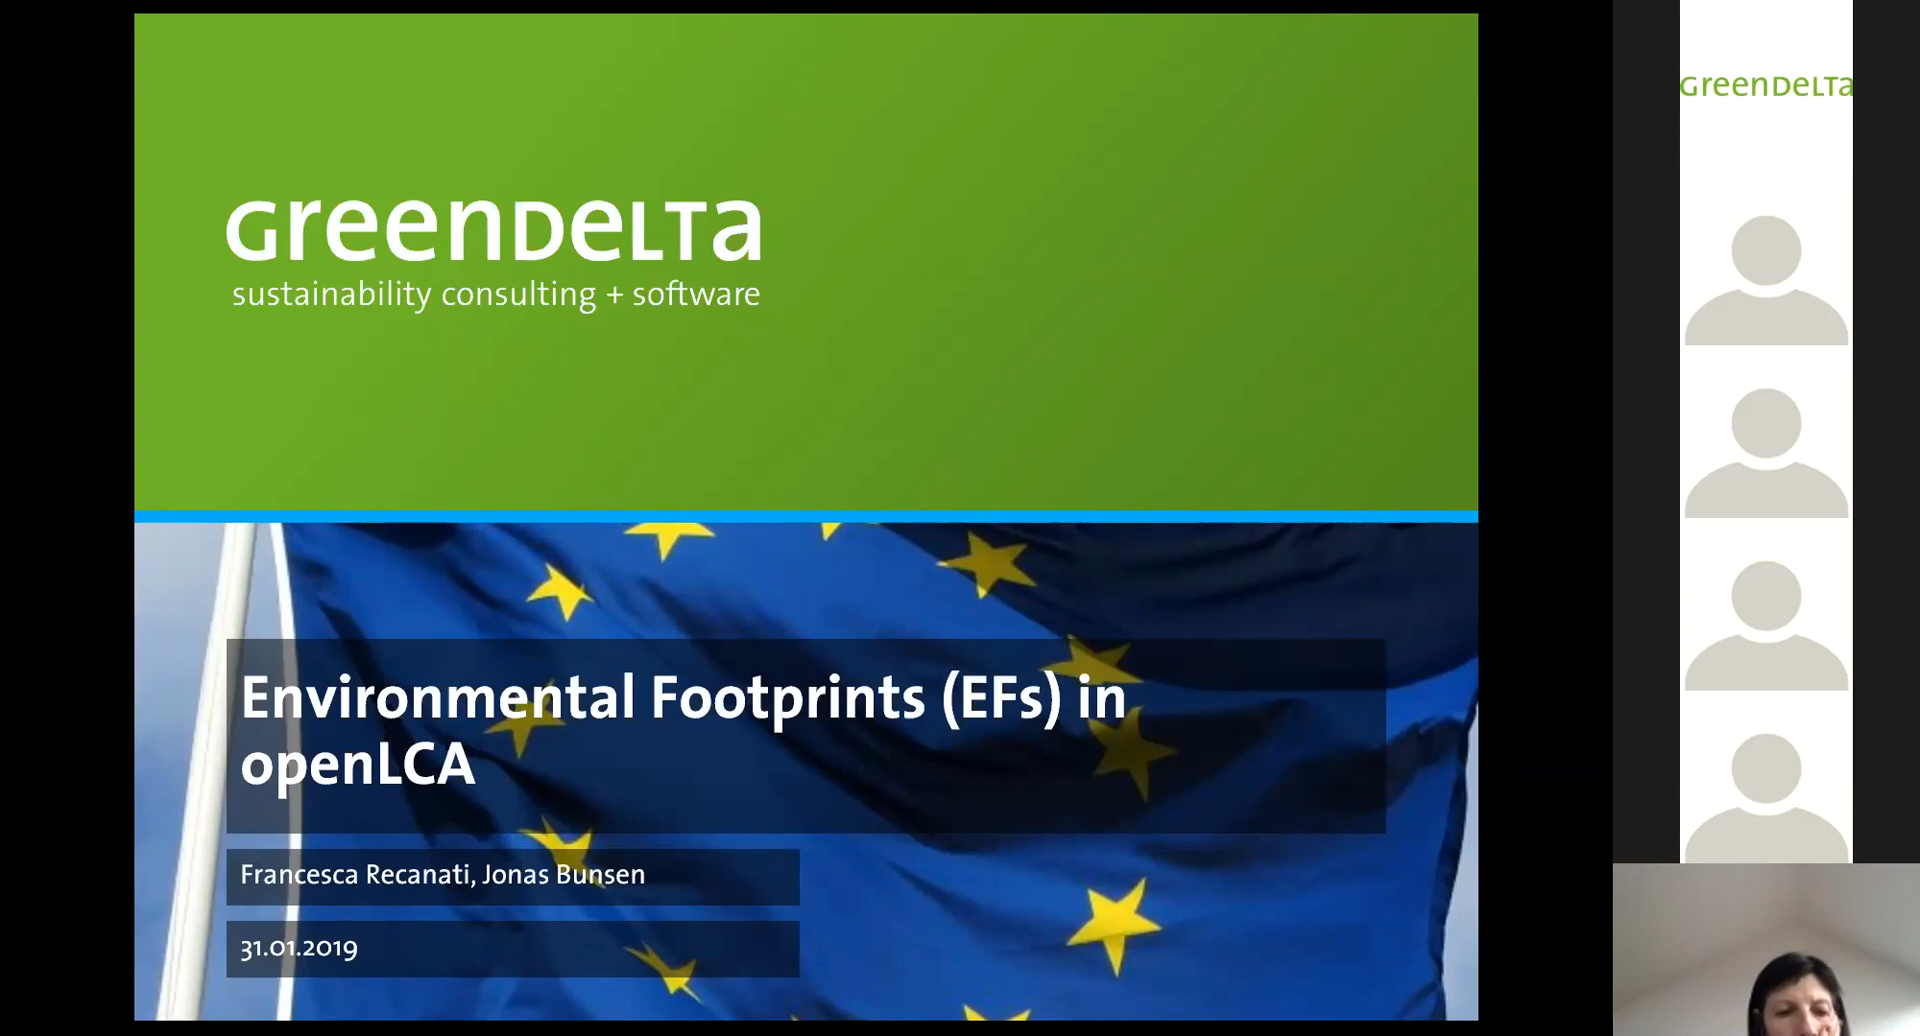 GreenDeLTa
sustainability consulting + software
Environmental Footprints (EFs) in
openLCA
Francesca Recanati, Jonas Bunsen
31.01.2019
GreenDeLTa